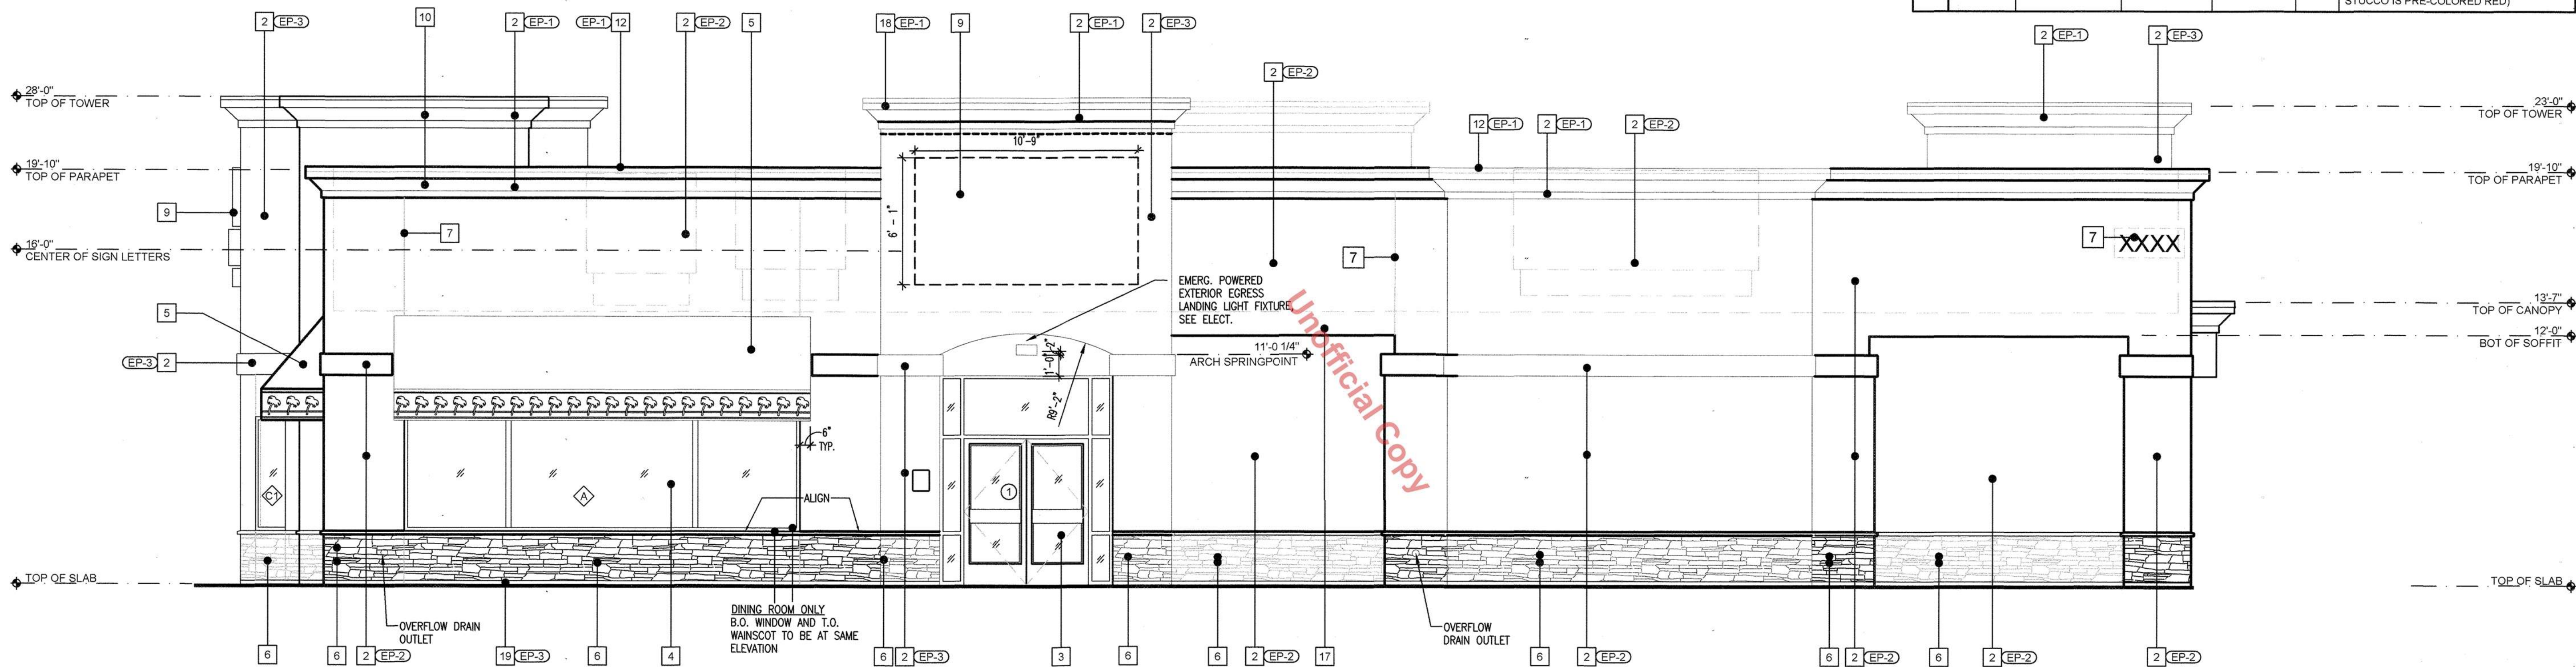 STUCCO IS PRE-COLORED RED)
2 EP-3
10
2 EP-1
EP-1 12
2 EP-2
5
18 EP-1
9
2 EP-1
2 EP-3
2 EP-1
2 EP-3
2 EP-2
28'-0"
TOP OF TOWER
23'-0"
TOP OF TOWER
12 EP-1
2 EP-1
2 EP-2
10'-9"
19'-10"
TOP OF PARAPET
19'-10"
TOP OF PARAPET
9
7
6'-1"
7
7
XXXX
16'-0"
CENTER OF SIGN LETTERS
EMERG. POWERED
EXTERIOR EGRESS
LANDING LIGHT FIXTURE,
SEE ELECT.
Unofficial Copy
5
13'-7"
TOP OF CANOPY
12'-0"
BOT OF SOFFIT
EP-3 2
11'-0 1/4"
ARCH SPRINGPOINT
1'-0"
2"
R9'-2"
6"
TYP.
C1
A
1
ALIGN
TOP OF SLAB
TOP OF SLAB
OVERFLOW DRAIN
OUTLET
DINING ROOM ONLY
B.O. WINDOW AND T.O.
WAINSCOT TO BE AT SAME
ELEVATION
OVERFLOW
DRAIN OUTLET
6
6
2 EP-2
19 EP-3
6
4
6
2 EP-3
3
6
6
2 EP-2
17
6
2 EP-2
6
2 EP-2
6
2 EP-2
2 EP-2